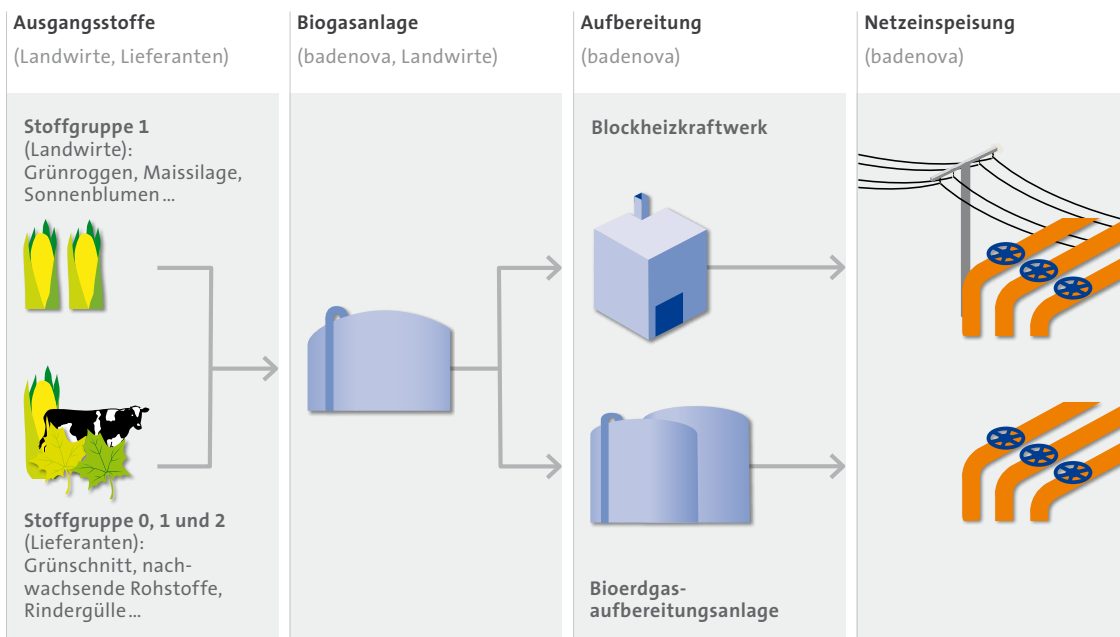 Ausgangsstoffe
(Landwirte, Lieferanten)
Biogasanlage
(badenova, Landwirte)
Aufbereitung
(badenova)
Netzeinspeisung
(badenova)
Stoffgruppe 1
(Landwirte):
Grünroggen, Maissilage,
Sonnenblumen ...
Stoffgruppe 0, 1 und 2
(Lieferanten):
Grünschnitt, nach-
wachsende Rohstoffe,
Rindergülle ...
Blockheizkraftwerk
Bioerdgas-
aufbereitungsanlage